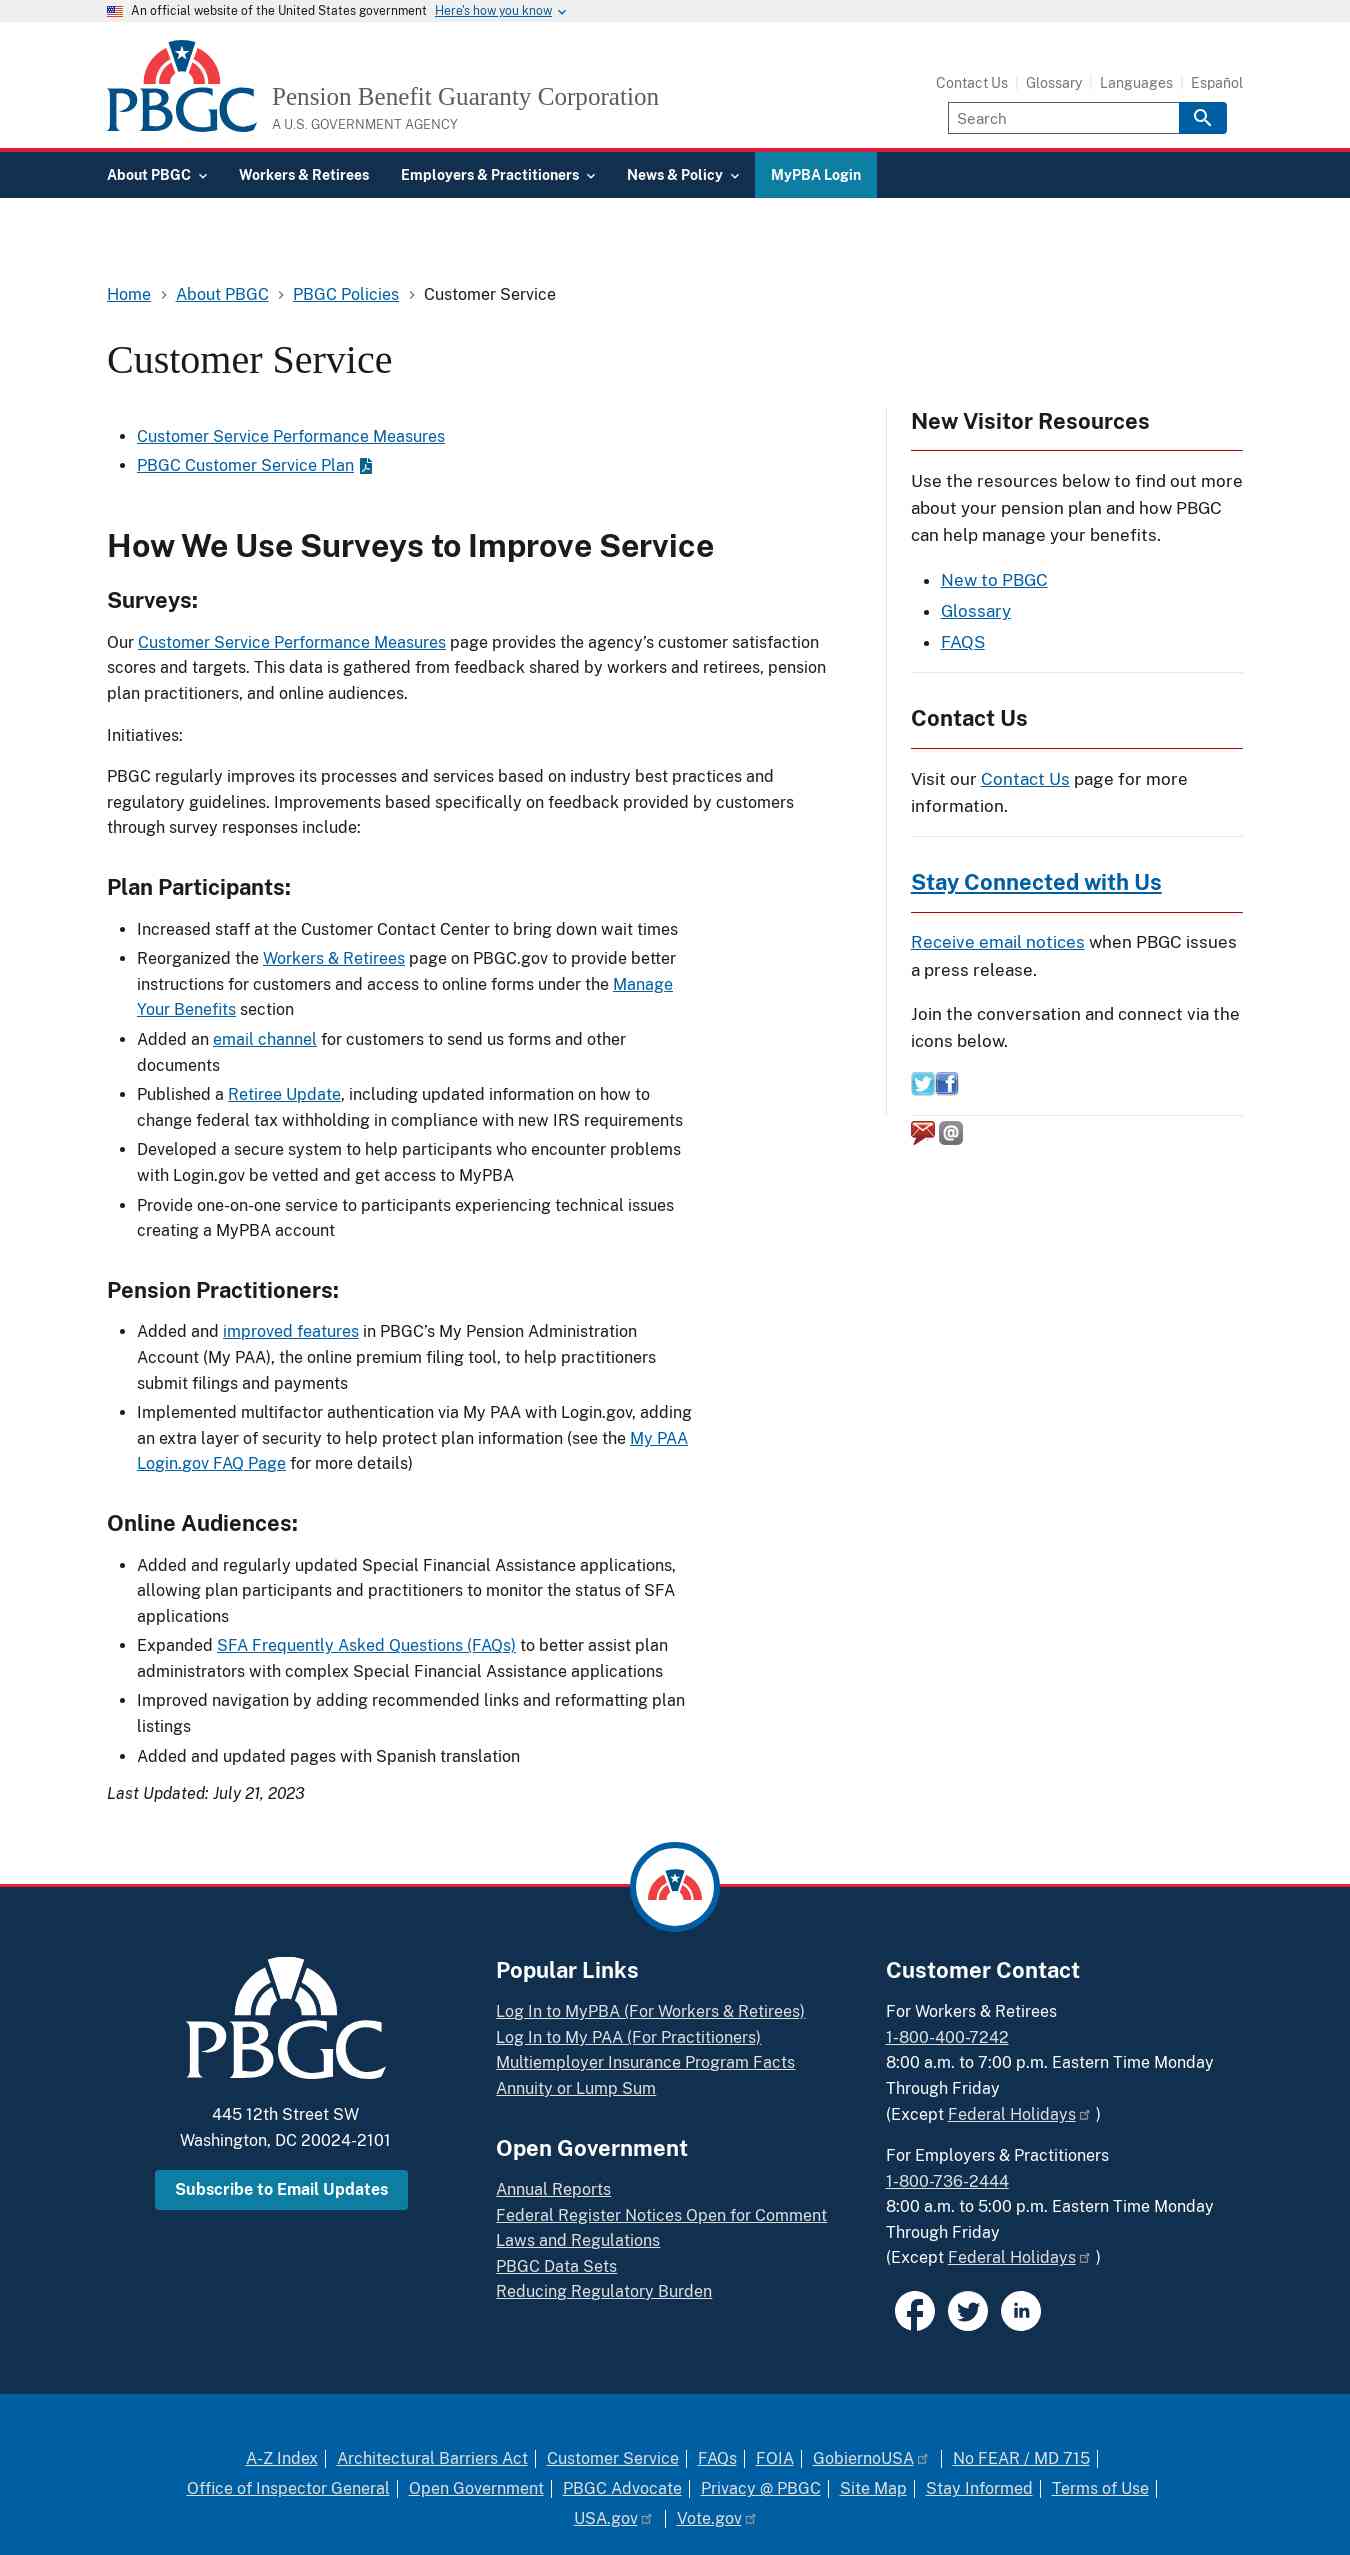 An official website of the United States government Here's how you know
PBGC
Pension Benefit Guaranty Corporation
A U.S. GOVERNMENT AGENCY
Contact Us Glossary Languages Español
Search
About PBGC Workers & Retirees Employers & Practitioners News & Policy MyPBA Login
Home About PBGC PBGC Policies Customer Service
Customer Service
Customer Service Performance Measures
PBGC Customer Service Plan
How We Use Surveys to Improve Service
Surveys:
Our Customer Service Performance Measures page provides the agency’s customer satisfaction
scores and targets. This data is gathered from feedback shared by workers and retirees, pension
plan practitioners, and online audiences.
Initiatives:
PBGC regularly improves its processes and services based on industry best practices and
regulatory guidelines. Improvements based specifically on feedback provided by customers
through survey responses include:
Plan Participants:
Increased staff at the Customer Contact Center to bring down wait times
Reorganized the Workers & Retirees page on PBGC.gov to provide better
instructions for customers and access to online forms under the Manage
Your Benefits section
Added an email channel for customers to send us forms and other
documents
Published a Retiree Update, including updated information on how to
change federal tax withholding in compliance with new IRS requirements
Developed a secure system to help participants who encounter problems
with Login.gov be vetted and get access to MyPBA
Provide one-on-one service to participants experiencing technical issues
creating a MyPBA account
Pension Practitioners:
Added and improved features in PBGC’s My Pension Administration
Account (My PAA), the online premium filing tool, to help practitioners
submit filings and payments
Implemented multifactor authentication via My PAA with Login.gov, adding
an extra layer of security to help protect plan information (see the My PAA
Login.gov FAQ Page for more details)
Online Audiences:
Added and regularly updated Special Financial Assistance applications,
allowing plan participants and practitioners to monitor the status of SFA
applications
Expanded SFA Frequently Asked Questions (FAQs) to better assist plan
administrators with complex Special Financial Assistance applications
Improved navigation by adding recommended links and reformatting plan
listings
Added and updated pages with Spanish translation
Last Updated: July 21, 2023
New Visitor Resources
Use the resources below to find out more
about your pension plan and how PBGC
can help manage your benefits.
New to PBGC
Glossary
FAQS
Contact Us
Visit our Contact Us page for more
information.
Stay Connected with Us
Receive email notices when PBGC issues
a press release.
Join the conversation and connect via the
icons below.
PBGC
445 12th Street SW
Washington, DC 20024-2101
Subscribe to Email Updates
Popular Links
Log In to MyPBA (For Workers & Retirees)
Log In to My PAA (For Practitioners)
Multiemployer Insurance Program Facts
Annuity or Lump Sum
Open Government
Annual Reports
Federal Register Notices Open for Comment
Laws and Regulations
PBGC Data Sets
Reducing Regulatory Burden
Customer Contact
For Workers & Retirees
1-800-400-7242
8:00 a.m. to 7:00 p.m. Eastern Time Monday
Through Friday
(Except Federal Holidays )
For Employers & Practitioners
1-800-736-2444
8:00 a.m. to 5:00 p.m. Eastern Time Monday
Through Friday
(Except Federal Holidays )
A-Z Index Architectural Barriers Act Customer Service FAQs FOIA GobiernoUSA No FEAR / MD 715
Office of Inspector General Open Government PBGC Advocate Privacy @ PBGC Site Map Stay Informed Terms of Use
USA.gov Vote.gov